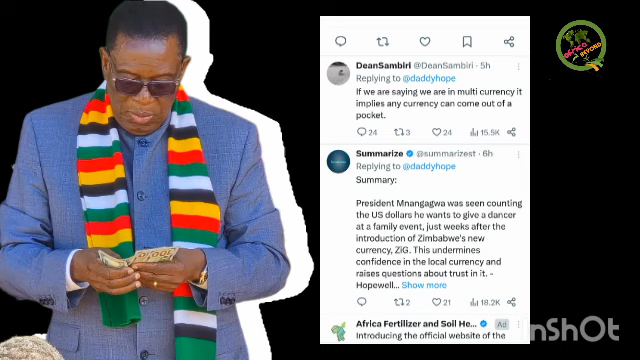 africa
BEYOND
DeanSambiri @DeanSambiri · 5h
Replying to @daddyhope
If we are saying we are in multi currency it
implies any currency can come out of a
pocket.
24 3 24 15.5K
Summarize @summarizest · 6h
Replying to @daddyhope
Summary:
President Mnangagwa was seen counting
the US dollars he wants to give a dancer
at a family event, just weeks after the
introduction of Zimbabwe's new
currency, ZiG. This undermines
confidence in the local currency and
raises questions about trust in it. -
Hopewell... Show more
2 21 18.2K
Africa Fertilizer and Soil He... Ad
Introducing the official website of the